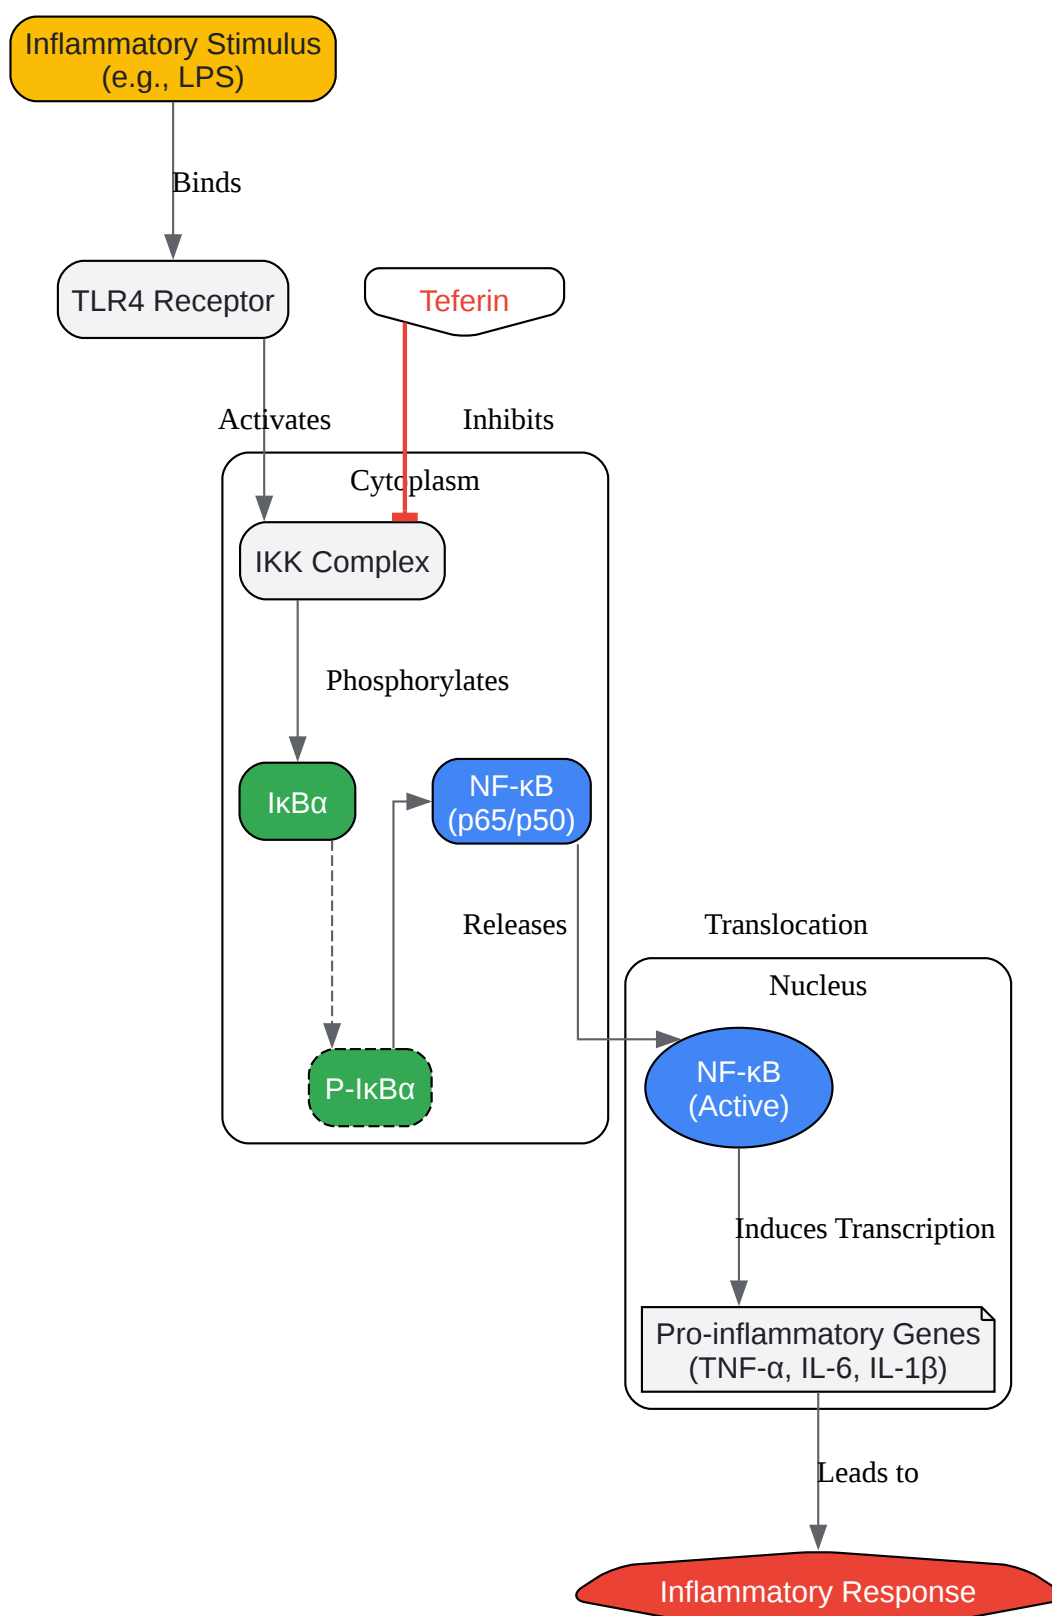 Inflammatory Stimulus
(e.g., LPS)
Binds
TLR4 Receptor
Teferin
Activates
Inhibits
Cytoplasm
IKK Complex
Phosphorylates
IκBα
NF-κB
(p65/p50)
Releases
Translocation
Nucleus
P-IκBα
NF-κB
(Active)
Induces Transcription
Pro-inflammatory Genes
(TNF-α, IL-6, IL-1β)
Leads to
Inflammatory Response